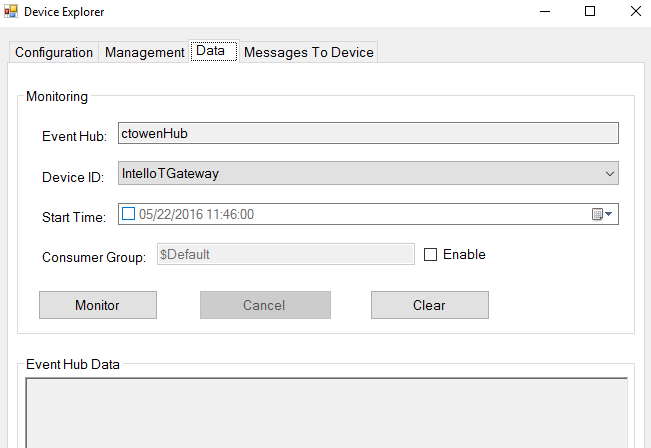 Device Explorer
Configuration Management Data Messages To Device
Monitoring
Event Hub: ctowenHub
Device ID: IntelIoTGateway
Start Time: 05/22/2016 11:46:00
Consumer Group: $Default Enable
Monitor Cancel Clear
Event Hub Data